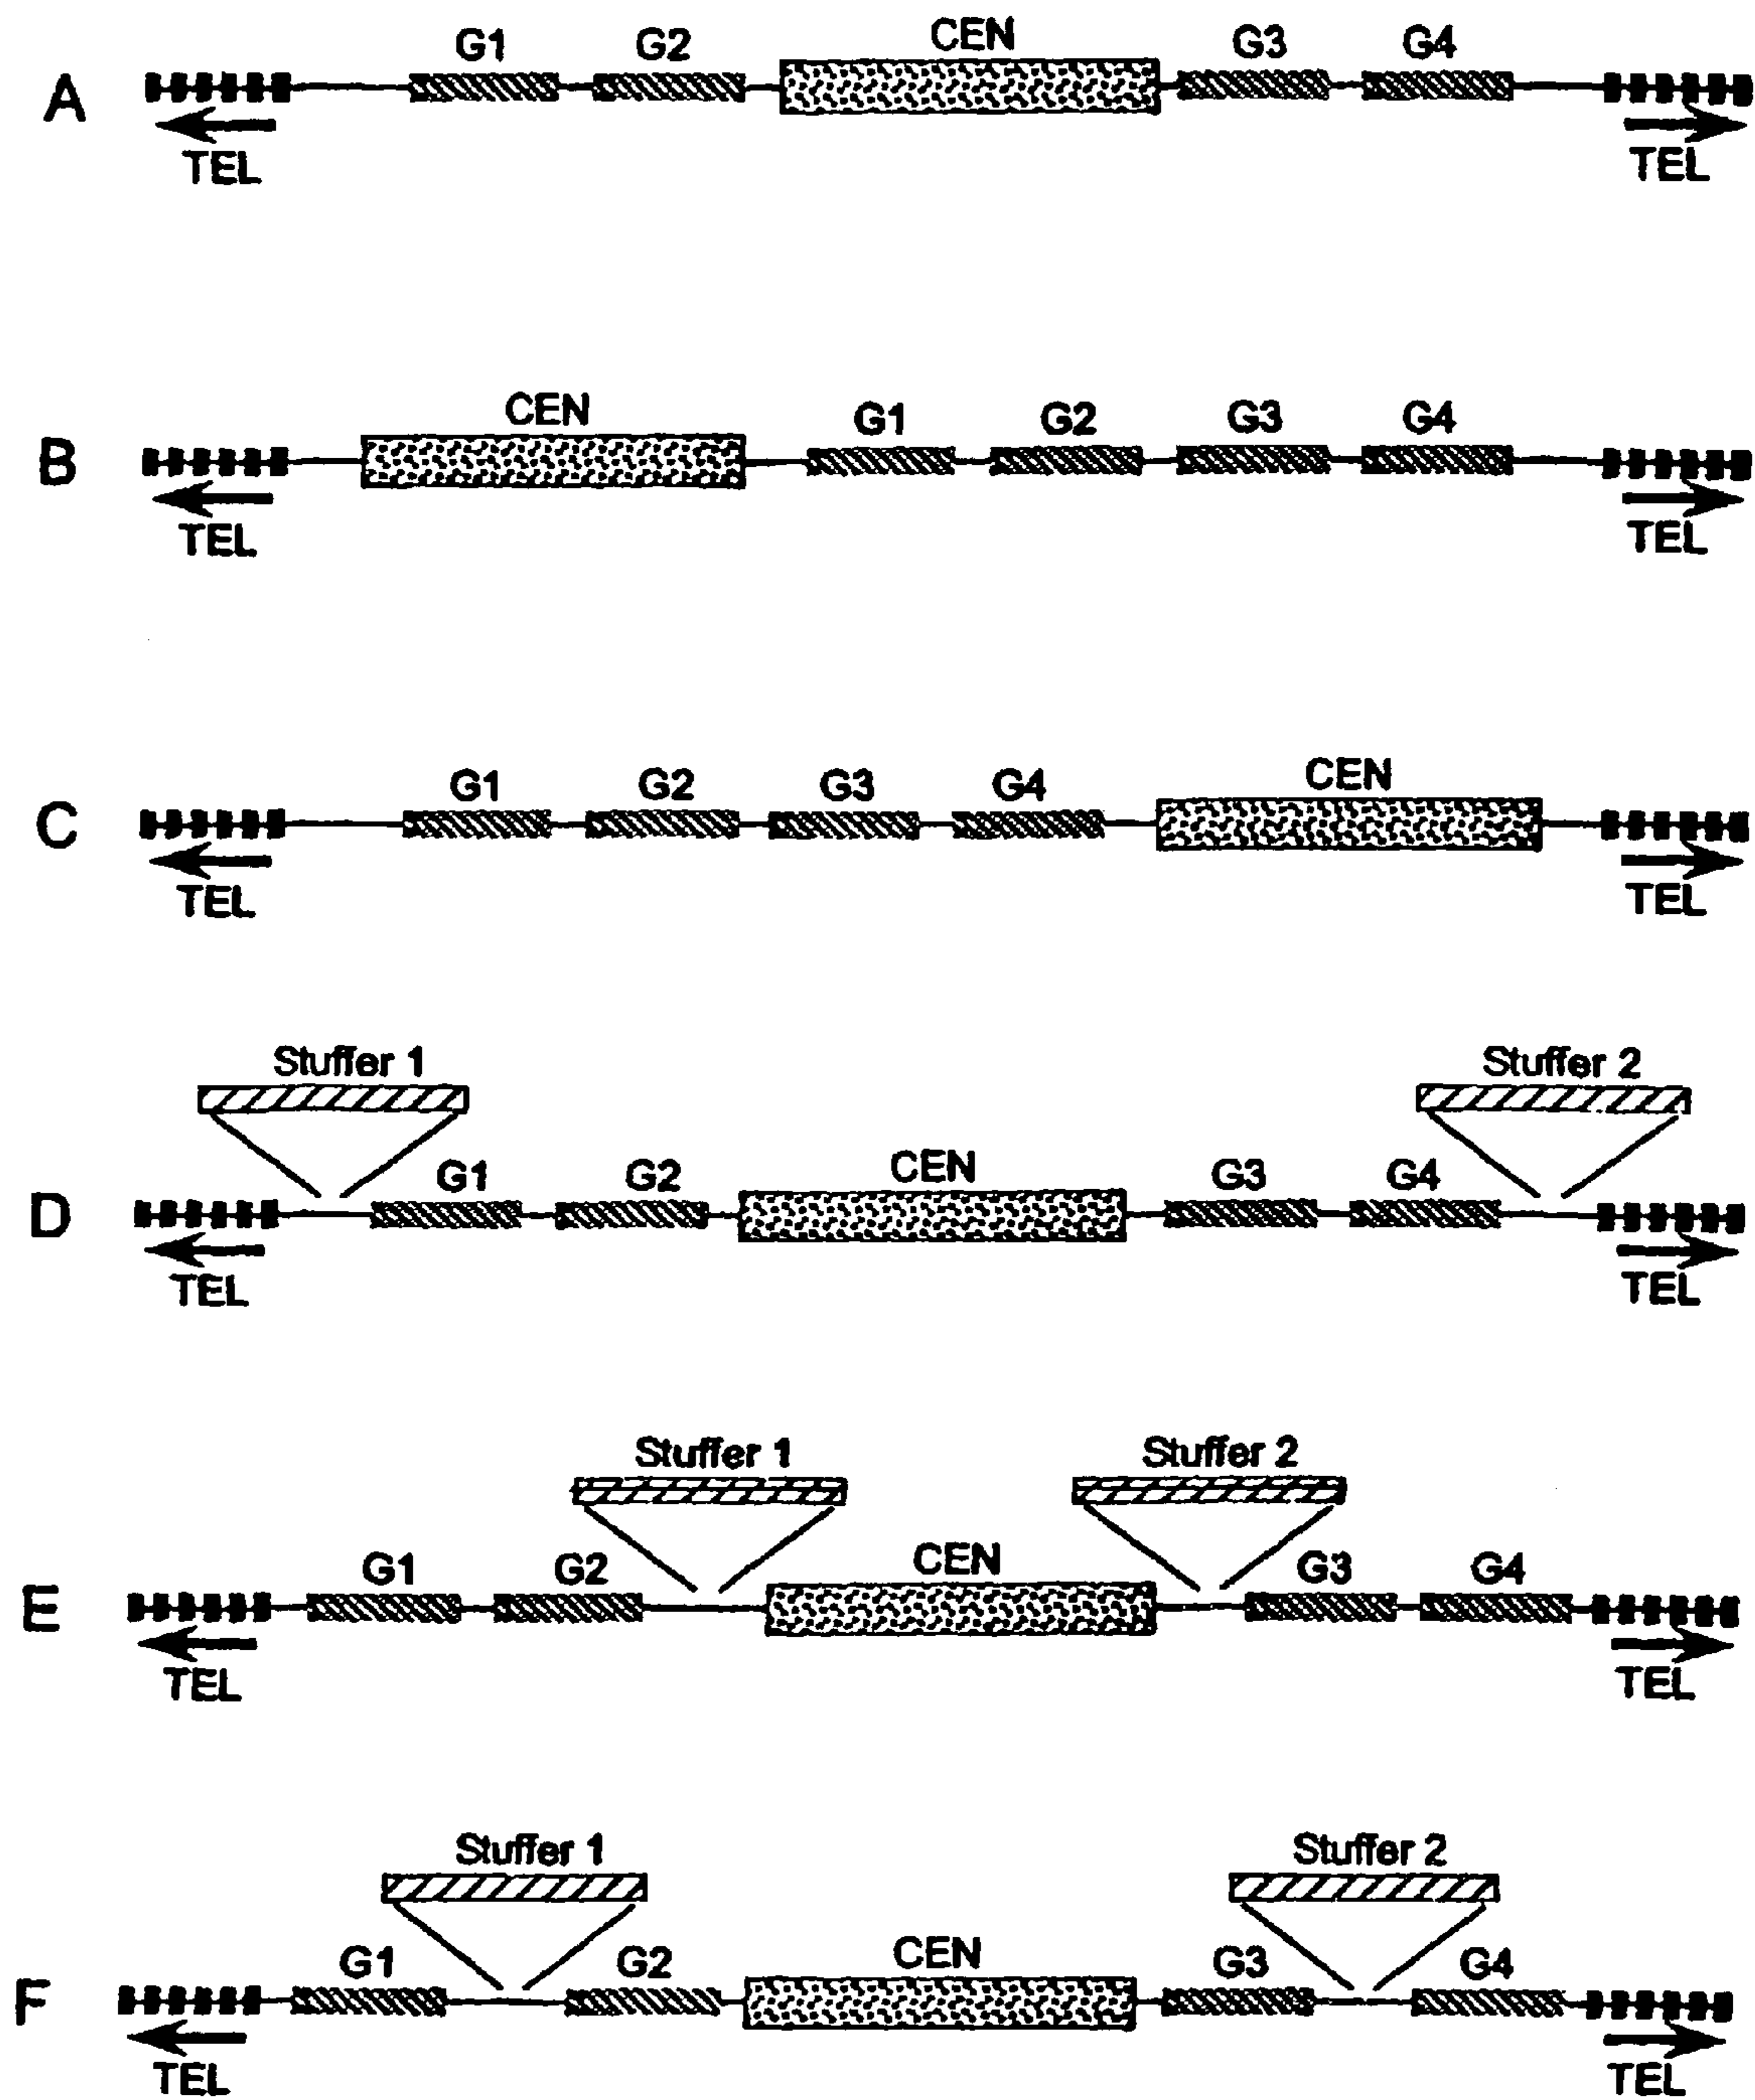 A
G1 G2 CEN G3 G4
TEL TEL
B
CEN G1 G2 G3 G4
TEL TEL
C
G1 G2 G3 G4 CEN
TEL TEL
Stuffer 1 Stuffer 2
D
G1 G2 CEN G3 G4
TEL TEL
Stuffer 1 Stuffer 2
E
G1 G2 CEN G3 G4
TEL TEL
Stuffer 1 Stuffer 2
F
G1 G2 CEN G3 G4
TEL TEL